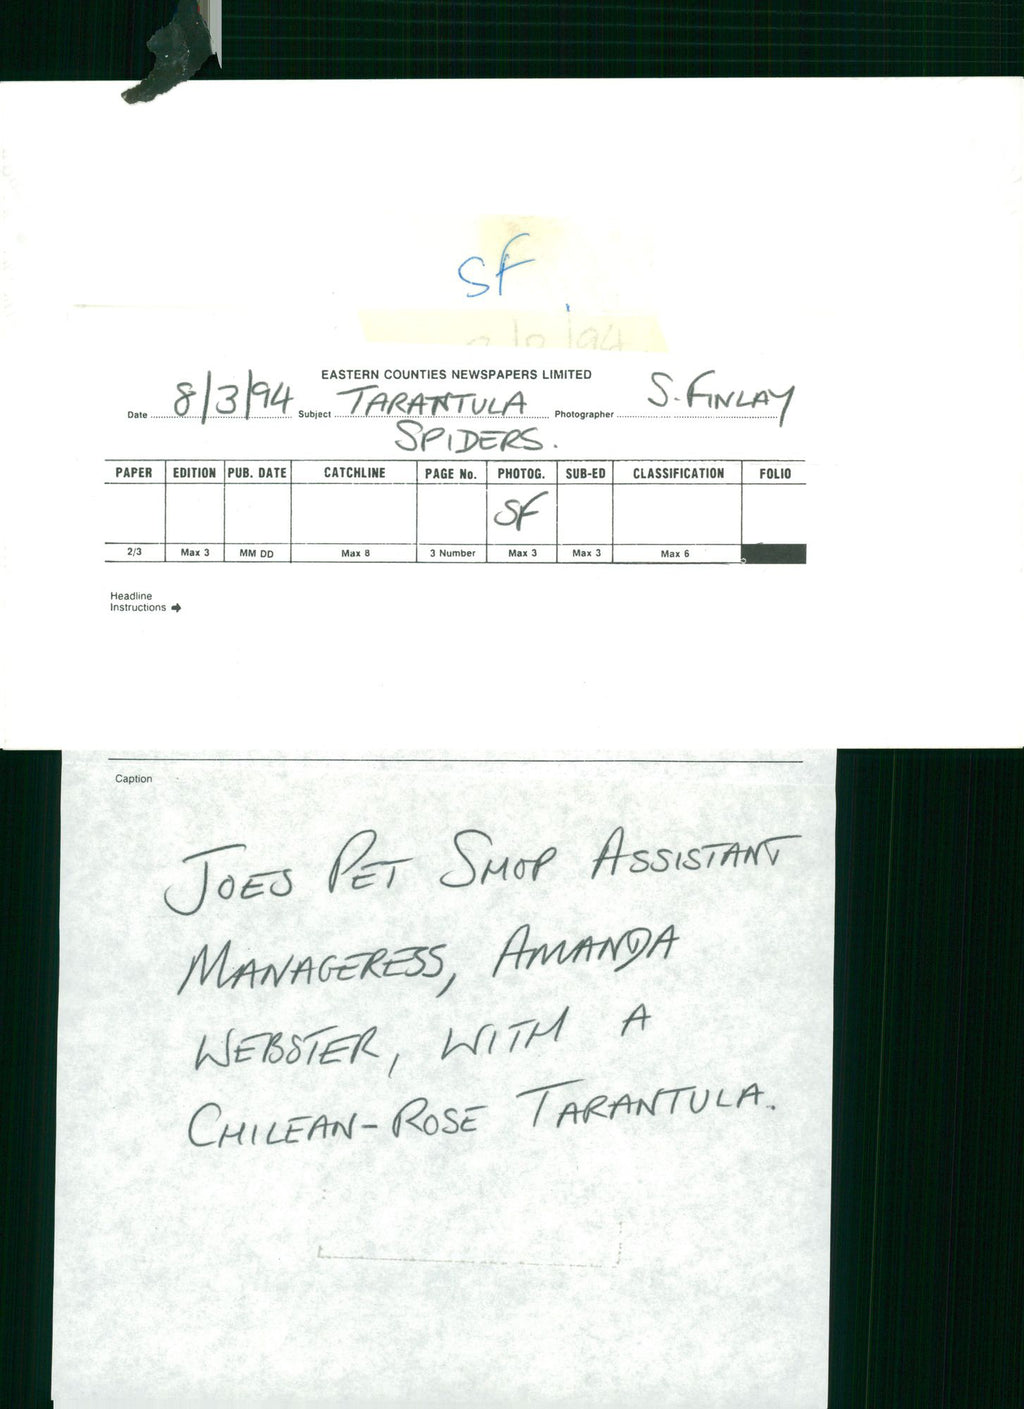 SF
EASTERN COUNTIES NEWSPAPERS LIMITED
Date 8/3/94 Subject TARANTULA Photographer S. FINLAY
SPIDERS.
PAPER EDITION PUB. DATE CATCHLINE PAGE No. PHOTOG. SUB-ED CLASSIFICATION FOLIO
SF
2/3 Max 3 MM DD Max 8 3 Number Max 3 Max 3 Max 6
Headline
Instructions ➔
Caption
JOES PET SHOP ASSISTANT
MANAGERESS, AMANDA
WEBSTER, WITH A
CHILEAN-ROSE TARANTULA.